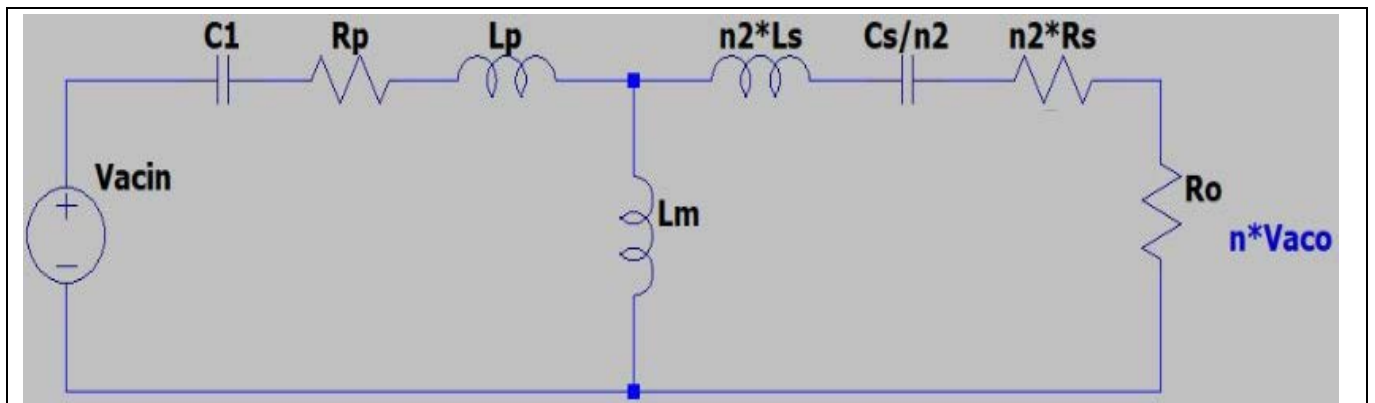 C1 Rp Lp n2*Ls Cs/n2 n2*Rs
Vacin
Lm
Ro
n*Vaco